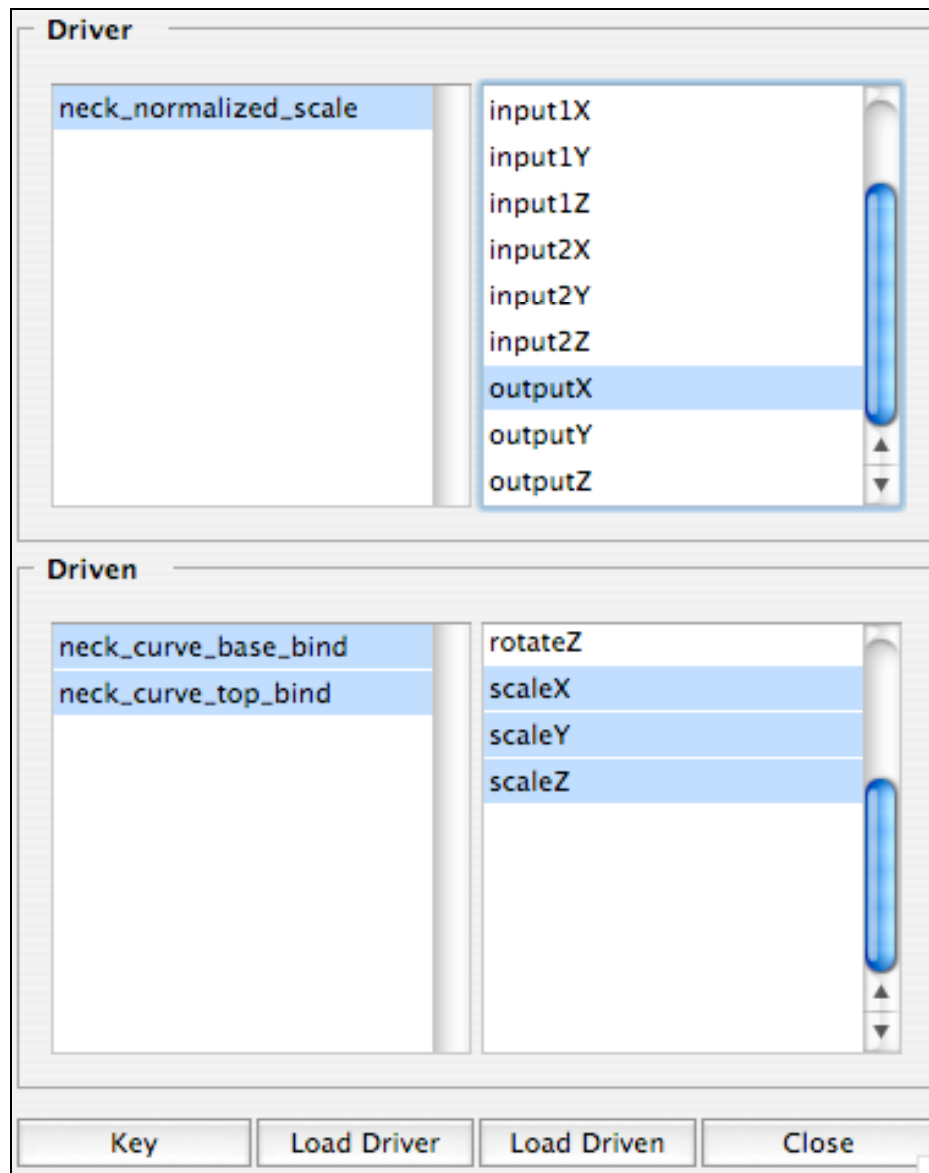 Driver
neck_normalized_scale
input1X
input1Y
input1Z
input2X
input2Y
input2Z
outputX
outputY
outputZ
Driven
neck_curve_base_bind
neck_curve_top_bind
rotateZ
scaleX
scaleY
scaleZ
Key
Load Driver
Load Driven
Close